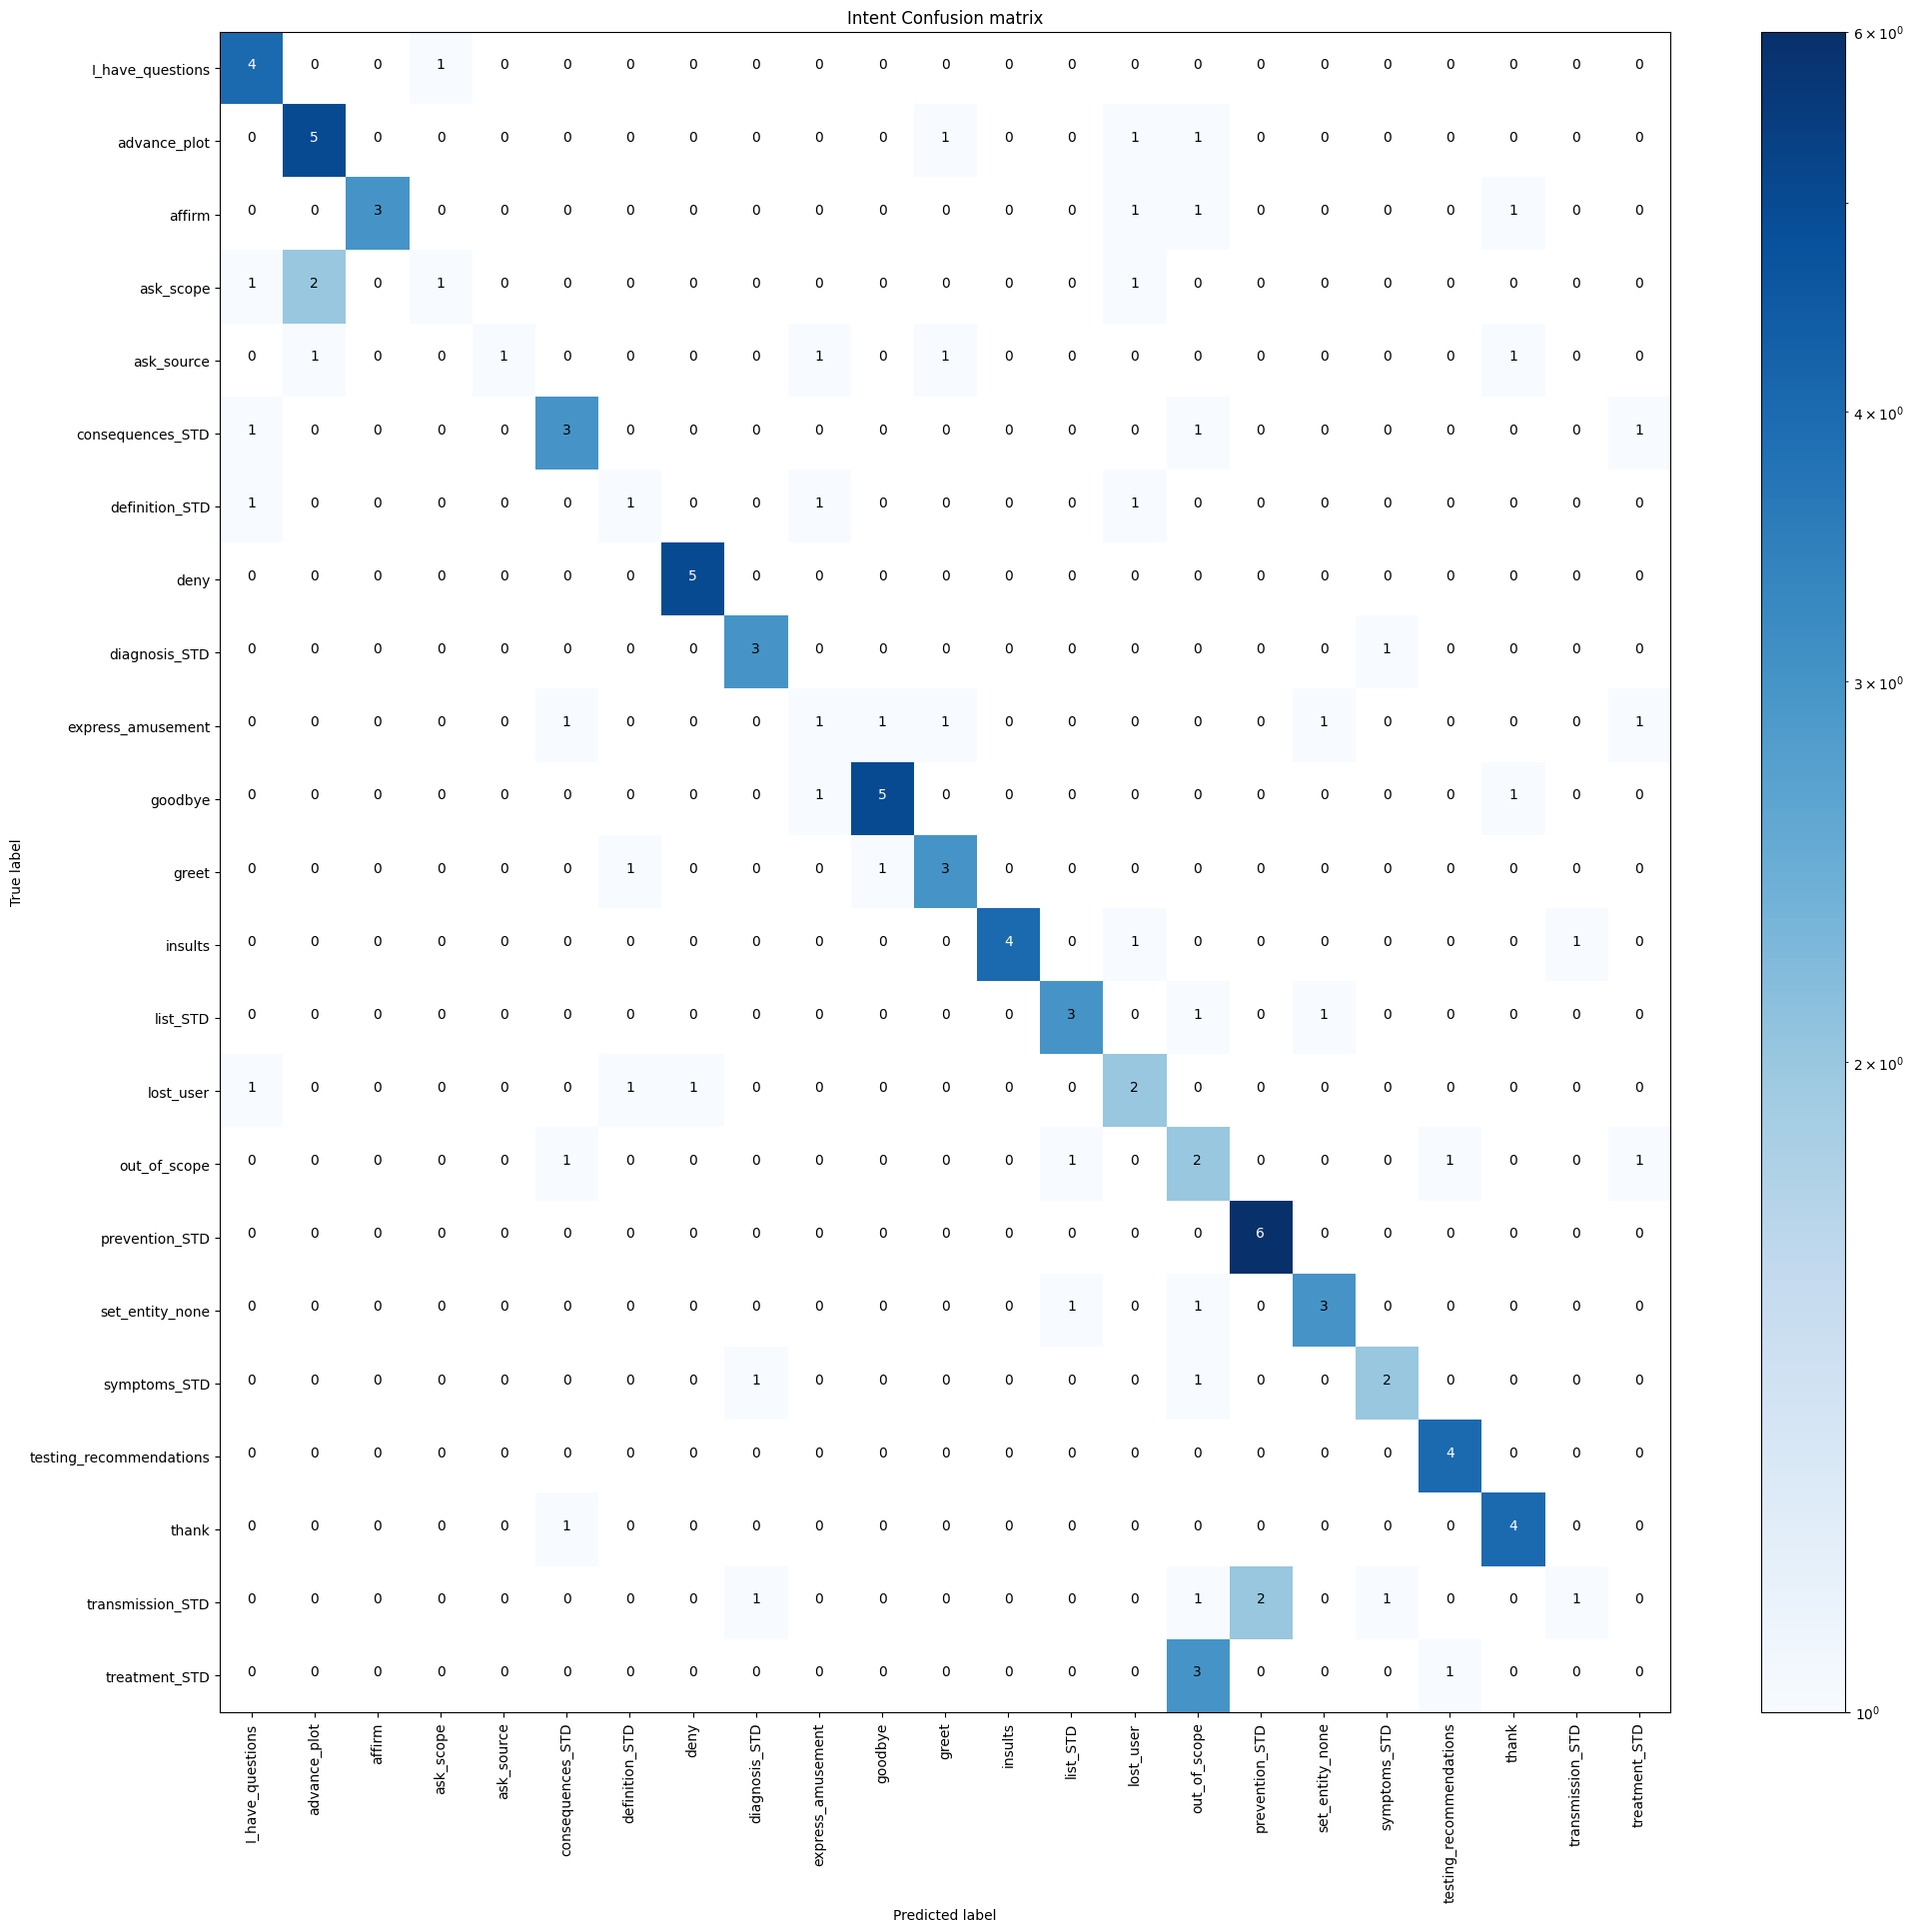 Intent Confusion matrix
I_have_questions 4 0 0 1 0 0 0 0 0 0 0 0 0 0 0 0 0 0 0 0 0 0 0
advance_plot 0 5 0 0 0 0 0 0 0 0 0 1 0 0 1 1 0 0 0 0 0 0 0
affirm 0 0 3 0 0 0 0 0 0 0 0 0 0 0 1 1 0 0 0 0 1 0 0
ask_scope 1 2 0 1 0 0 0 0 0 0 0 0 0 0 1 0 0 0 0 0 0 0 0
ask_source 0 1 0 0 1 0 0 0 0 1 0 1 0 0 0 0 0 0 0 0 1 0 0
consequences_STD 1 0 0 0 0 3 0 0 0 0 0 0 0 0 0 1 0 0 0 0 0 0 1
definition_STD 1 0 0 0 0 0 1 0 0 1 0 0 0 0 1 0 0 0 0 0 0 0 0
deny 0 0 0 0 0 0 0 5 0 0 0 0 0 0 0 0 0 0 0 0 0 0 0
diagnosis_STD 0 0 0 0 0 0 0 0 3 0 0 0 0 0 0 0 0 0 1 0 0 0 0
express_amusement 0 0 0 0 0 1 0 0 0 1 1 1 0 0 0 0 0 1 0 0 0 0 1
goodbye 0 0 0 0 0 0 0 0 0 1 5 0 0 0 0 0 0 0 0 0 1 0 0
greet 0 0 0 0 0 0 1 0 0 0 1 3 0 0 0 0 0 0 0 0 0 0 0
insults 0 0 0 0 0 0 0 0 0 0 0 0 4 0 1 0 0 0 0 0 0 1 0
list_STD 0 0 0 0 0 0 0 0 0 0 0 0 0 3 0 1 0 1 0 0 0 0 0
lost_user 1 0 0 0 0 0 1 1 0 0 0 0 0 0 2 0 0 0 0 0 0 0 0
out_of_scope 0 0 0 0 0 1 0 0 0 0 0 0 0 1 0 2 0 0 0 1 0 0 1
prevention_STD 0 0 0 0 0 0 0 0 0 0 0 0 0 0 0 0 6 0 0 0 0 0 0
set_entity_none 0 0 0 0 0 0 0 0 0 0 0 0 0 1 0 1 0 3 0 0 0 0 0
symptoms_STD 0 0 0 0 0 0 0 0 1 0 0 0 0 0 0 1 0 0 2 0 0 0 0
testing_recommendations 0 0 0 0 0 0 0 0 0 0 0 0 0 0 0 0 0 0 0 4 0 0 0
thank 0 0 0 0 0 1 0 0 0 0 0 0 0 0 0 0 0 0 0 0 4 0 0
transmission_STD 0 0 0 0 0 0 0 0 1 0 0 0 0 0 0 1 2 0 1 0 0 1 0
treatment_STD 0 0 0 0 0 0 0 0 0 0 0 0 0 0 0 3 0 0 0 1 0 0 0
True label
I_have_questions
advance_plot
affirm
ask_scope
ask_source
consequences_STD
definition_STD
deny
diagnosis_STD
express_amusement
goodbye
greet
insults
list_STD
lost_user
out_of_scope
prevention_STD
set_entity_none
symptoms_STD
testing_recommendations
thank
transmission_STD
treatment_STD
Predicted label
6 × 10⁰
4 × 10⁰
3 × 10⁰
2 × 10⁰
10⁰